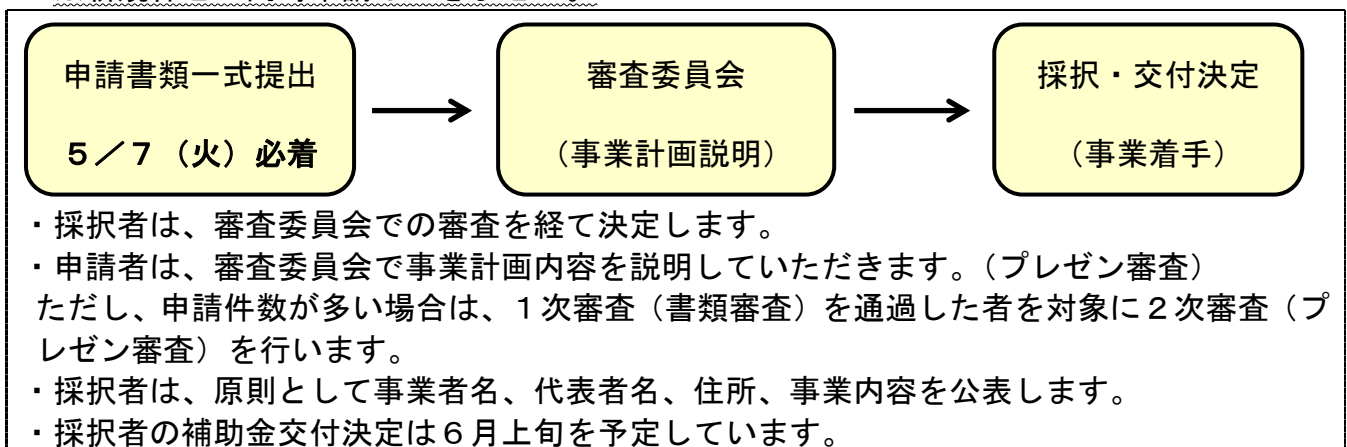 申請書類一式提出
5／7（火）必着
審査委員会
（事業計画説明）
採択・交付決定
（事業着手）
・採択者は、審査委員会での審査を経て決定します。
・申請者は、審査委員会で事業計画内容を説明していただきます。（プレゼン審査）
ただし、申請件数が多い場合は、１次審査（書類審査）を通過した者を対象に２次審査（プ
レゼン審査）を行います。
・採択者は、原則として事業者名、代表者名、住所、事業内容を公表します。
・採択者の補助金交付決定は６月上旬を予定しています。